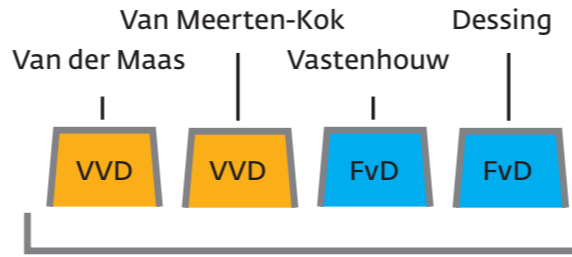 Van Meerten-Kok Dessing
Van der Maas Vastenhouw
VVD VVD FvD FvD